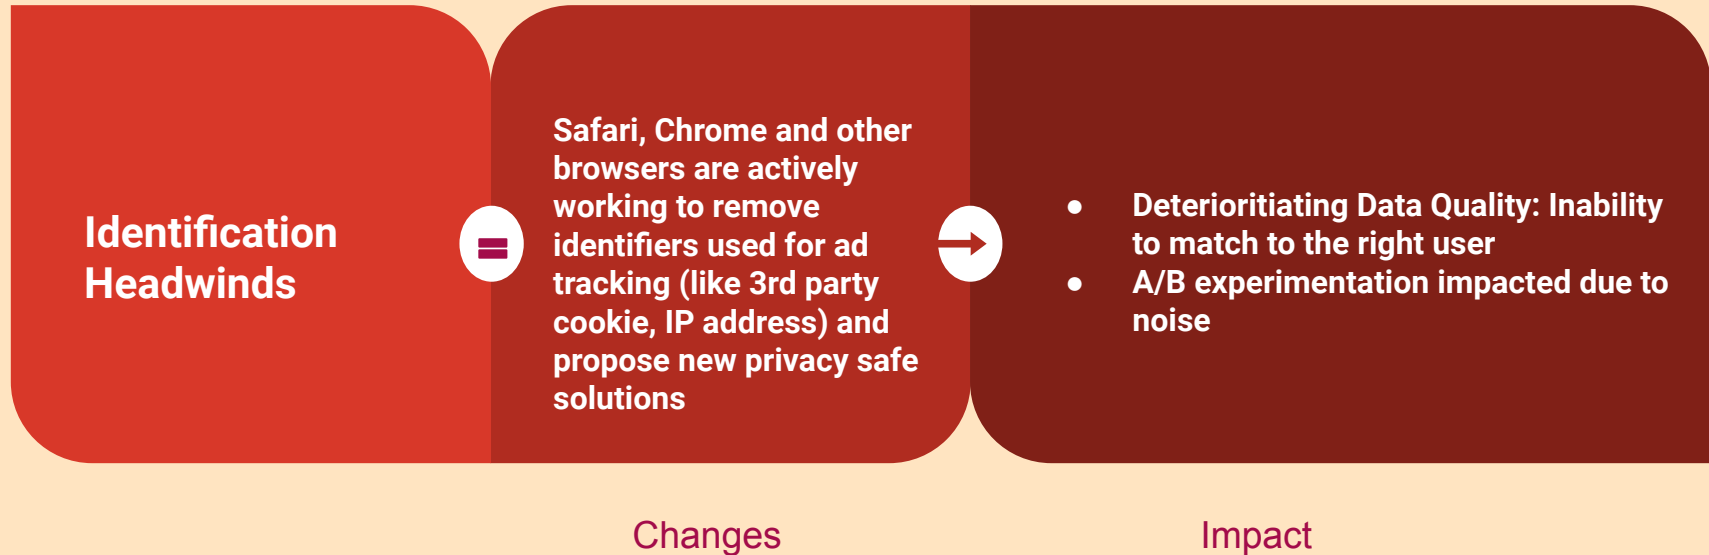 Identification
Headwinds
Safari, Chrome and other
browsers are actively
working to remove
identifiers used for ad
tracking (like 3rd party
cookie, IP address) and
propose new privacy safe
solutions
● Deterioritiating Data Quality: Inability
to match to the right user
● A/B experimentation impacted due to
noise
Changes
Impact